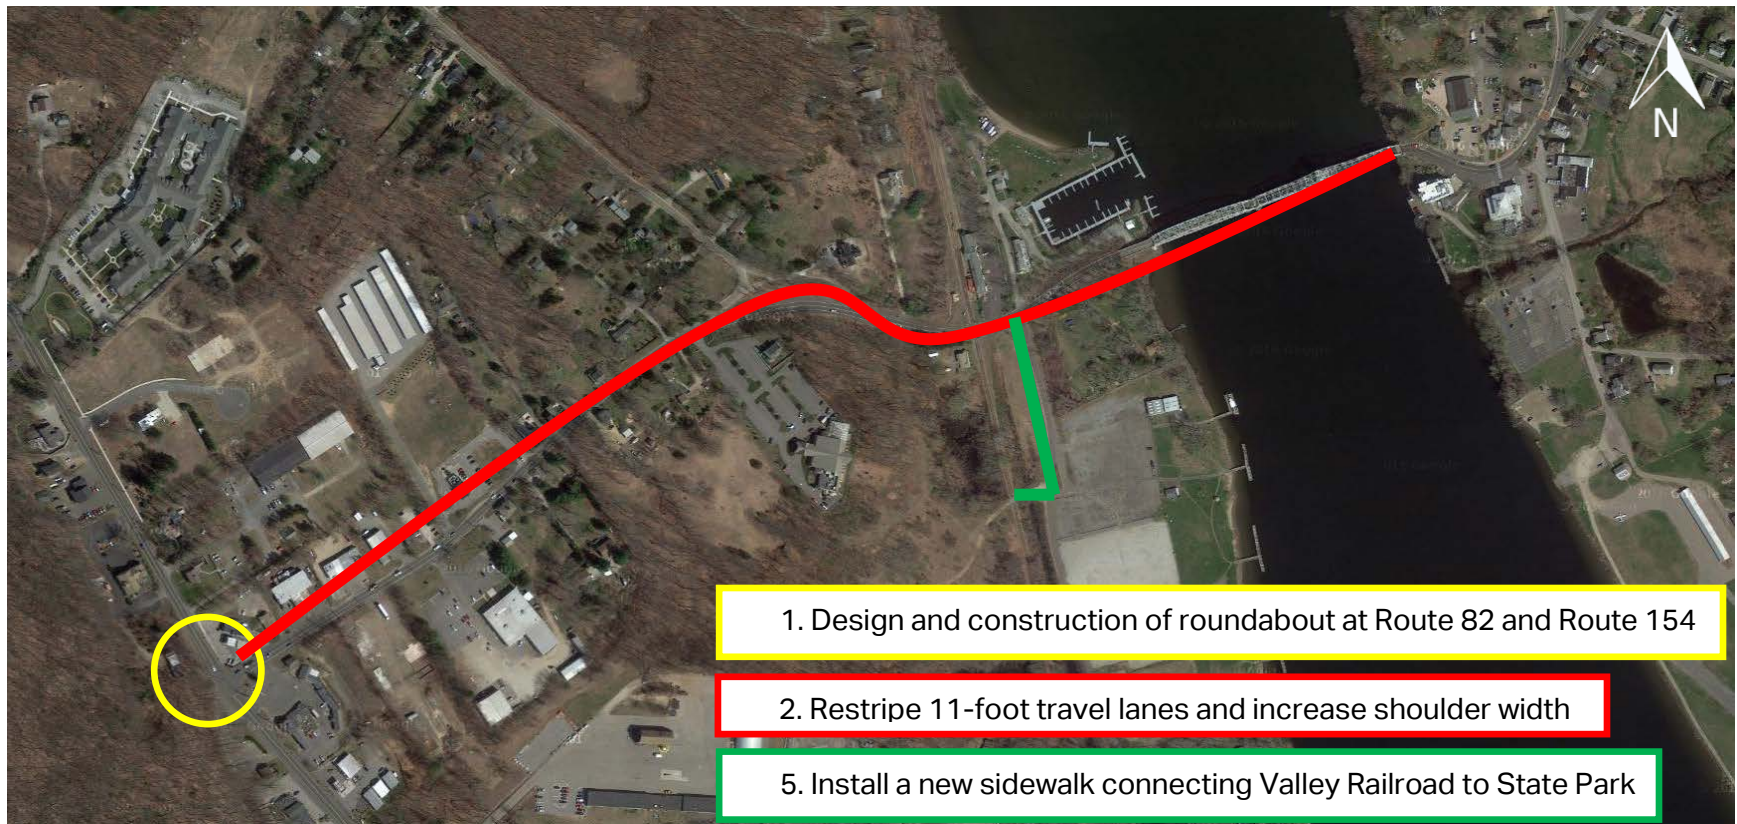 N
1. Design and construction of roundabout at Route 82 and Route 154
2. Restripe 11-foot travel lanes and increase shoulder width
5. Install a new sidewalk connecting Valley Railroad to State Park